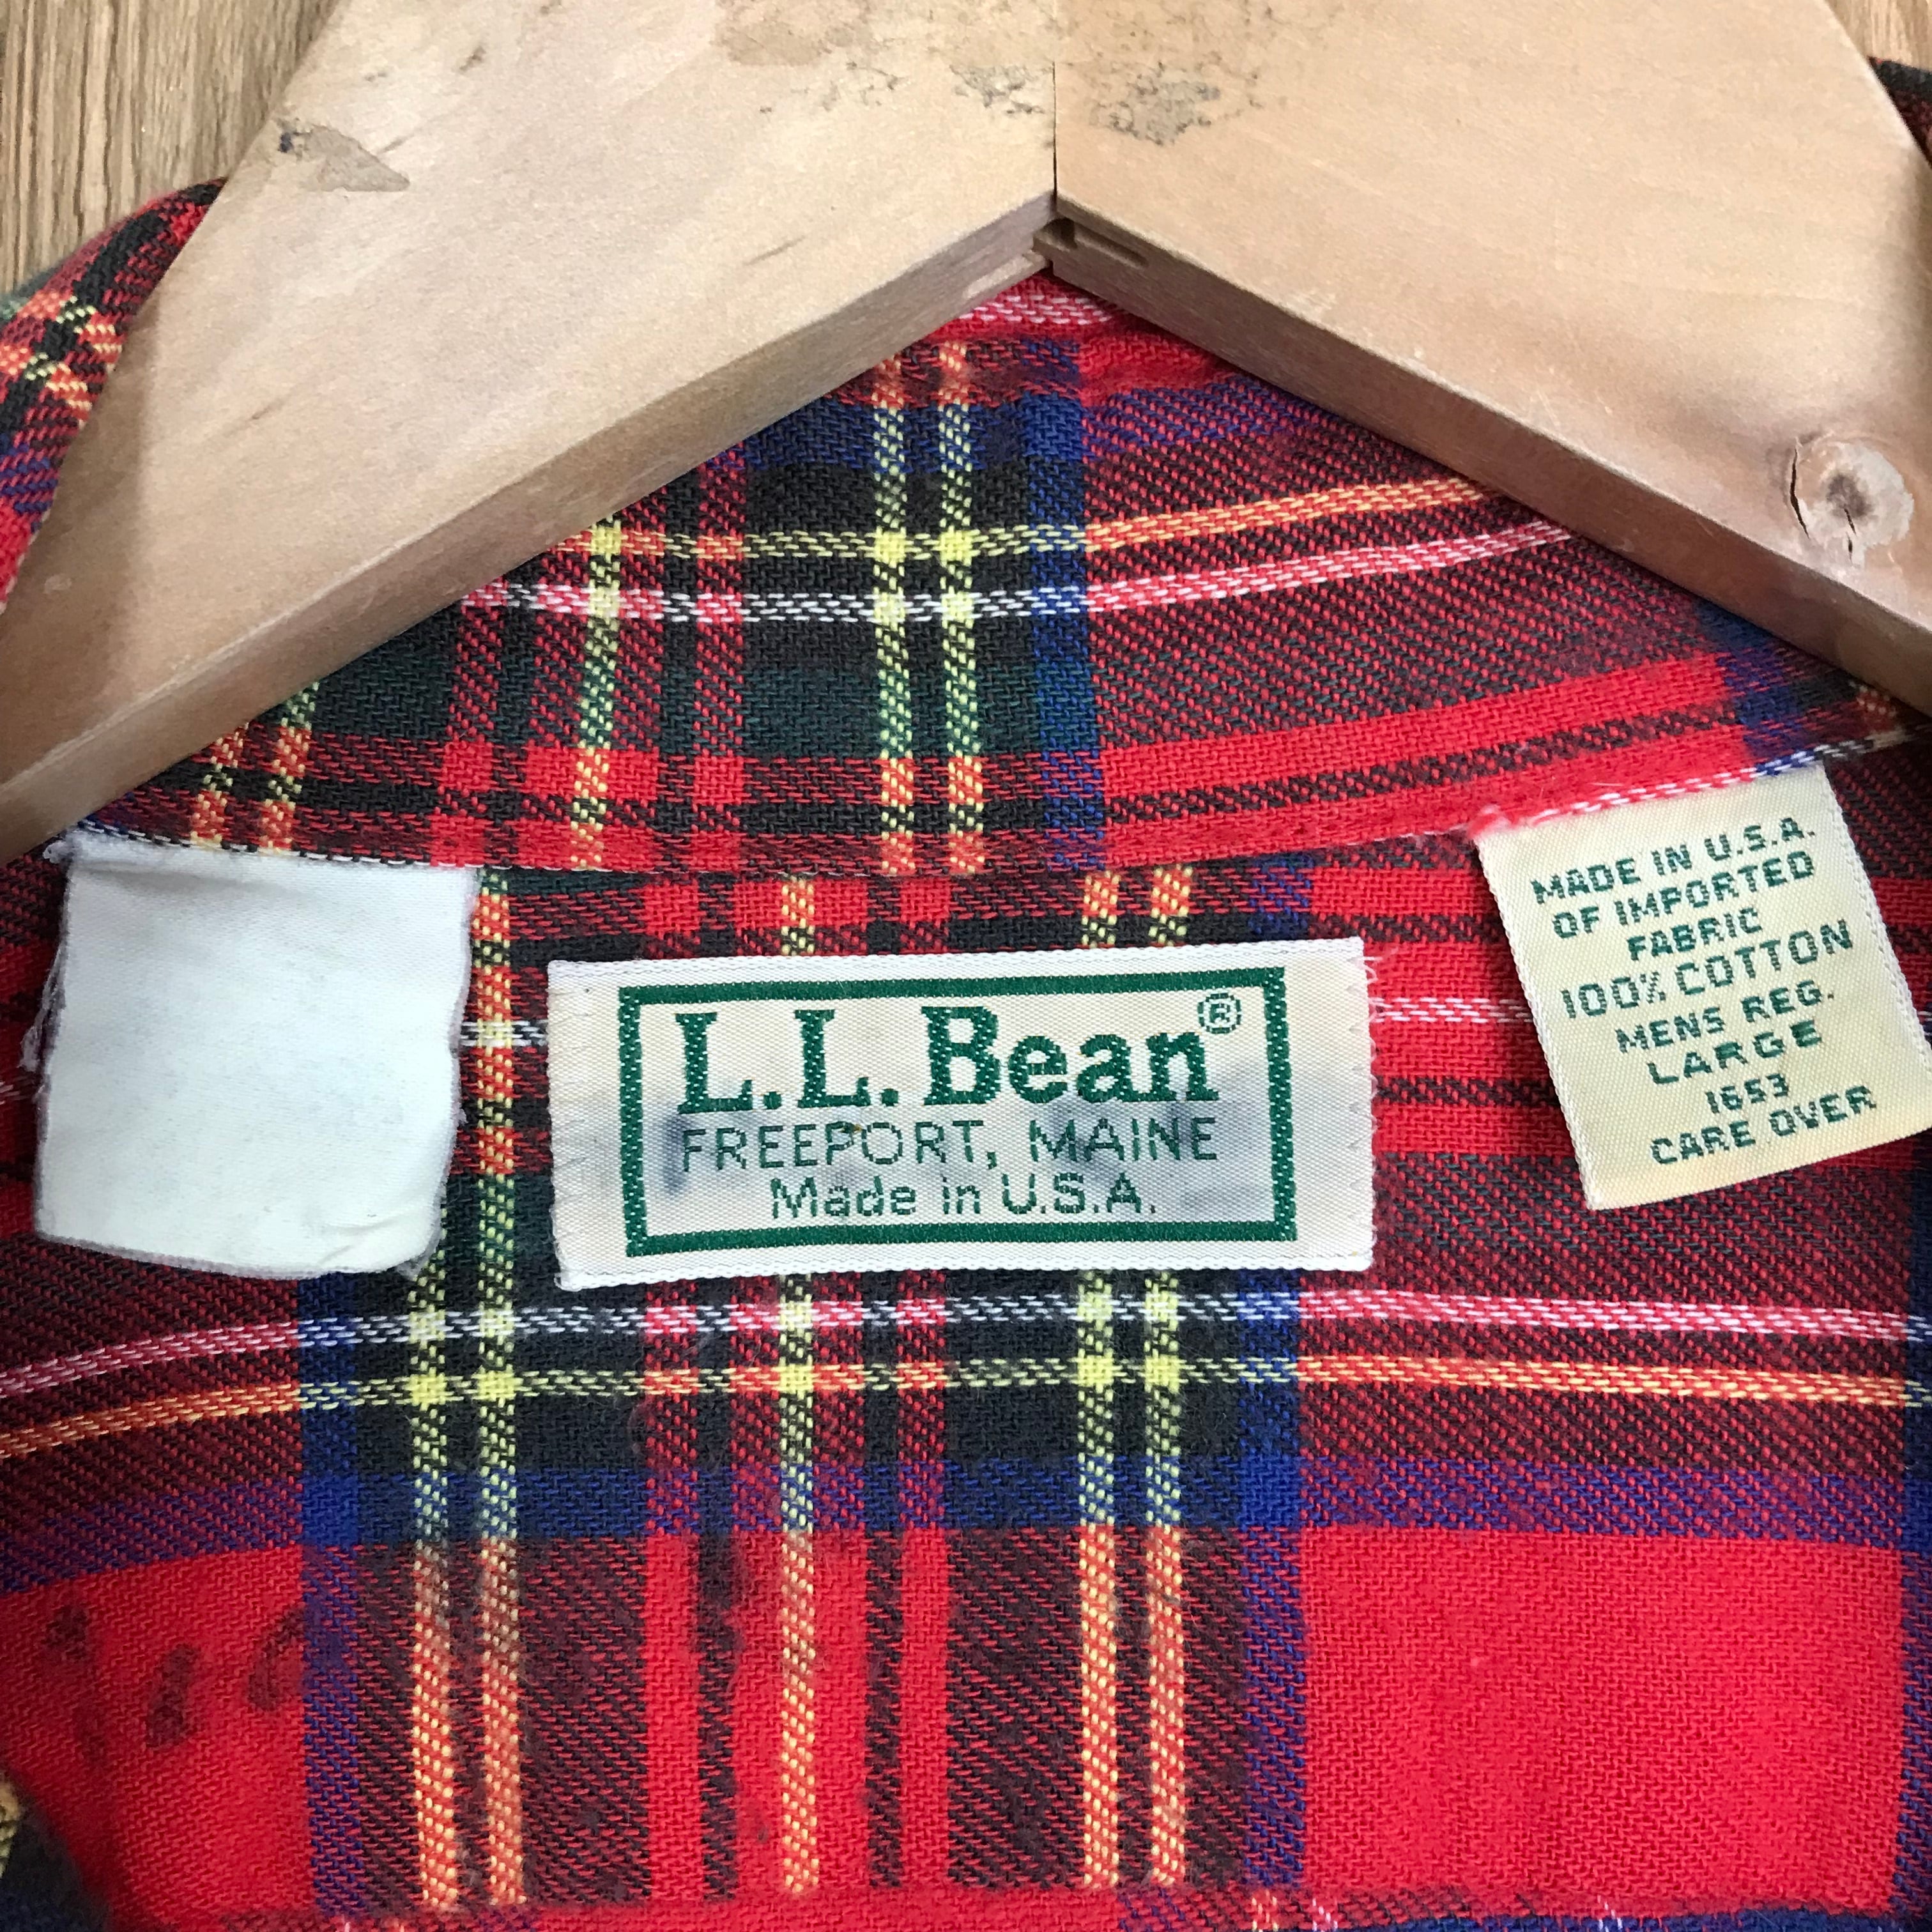 L.L.Bean®
FREEPORT, MAINE
Made in U.S.A.
MADE IN U.S.A.
OF IMPORTED
FABRIC
100% COTTON
MENS REG.
LARGE
1653
CARE OVER